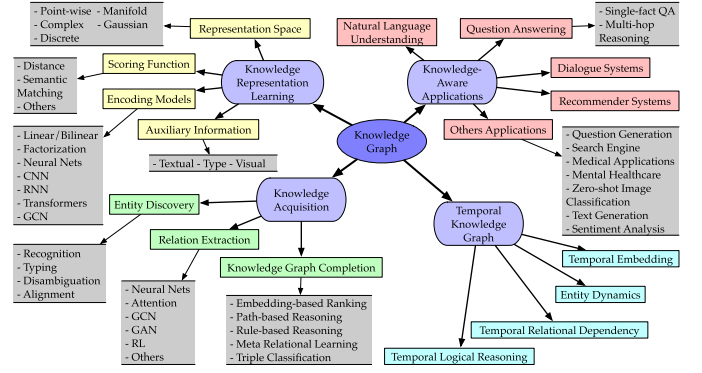 - Point-wise - Manifold
- Complex - Gaussian
- Discrete
Representation Space
Scoring Function
- Distance
- Semantic
Matching
- Others
Encoding Models
- Linear/Bilinear
- Factorization
- Neural Nets
- CNN
- RNN
- Transformers
- GCN
Knowledge
Representation
Learning
Auxiliary Information
- Textual - Type - Visual
Natural Language
Understanding
Question Answering
- Single-fact QA
- Multi-hop
Reasoning
Knowledge-
Aware
Applications
Dialogue Systems
Recommender Systems
Others Applications
- Question Generation
- Search Engine
- Medical Applications
- Mental Healthcare
- Zero-shot Image
Classification
- Text Generation
- Sentiment Analysis
Knowledge
Graph
Knowledge
Acquisition
Entity Discovery
- Recognition
- Typing
- Disambiguation
- Alignment
Relation Extraction
- Neural Nets
- Attention
- GCN
- GAN
- RL
- Others
Knowledge Graph Completion
- Embedding-based Ranking
- Path-based Reasoning
- Rule-based Reasoning
- Meta Relational Learning
- Triple Classification
Temporal
Knowledge
Graph
Temporal Embedding
Entity Dynamics
Temporal Relational Dependency
Temporal Logical Reasoning